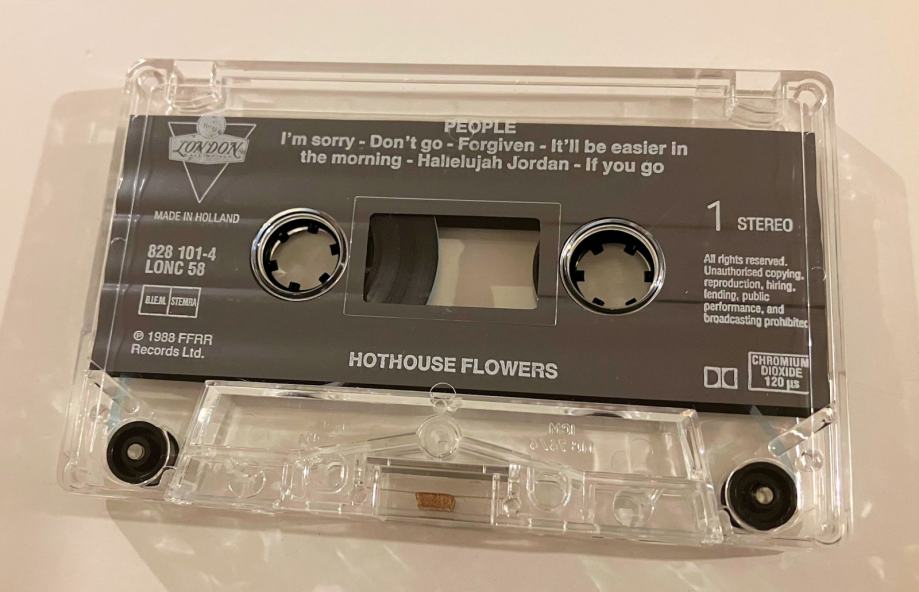 PEOPLE
I'm sorry - Don't go - Forgiven - It'll be easier in
the morning - Hallelujah Jordan - If you go
LONDON
MADE IN HOLLAND
828 101-4
LONC 58
B.I.E.M. STEMRA
℗ 1988 FFRR
Records Ltd.
1 STEREO
All rights reserved.
Unauthorised copying,
reproduction, hiring,
lending, public
performance, and
broadcasting prohibited
HOTHOUSE FLOWERS
CHROMIUM
DIOXIDE
120 µs
ICM